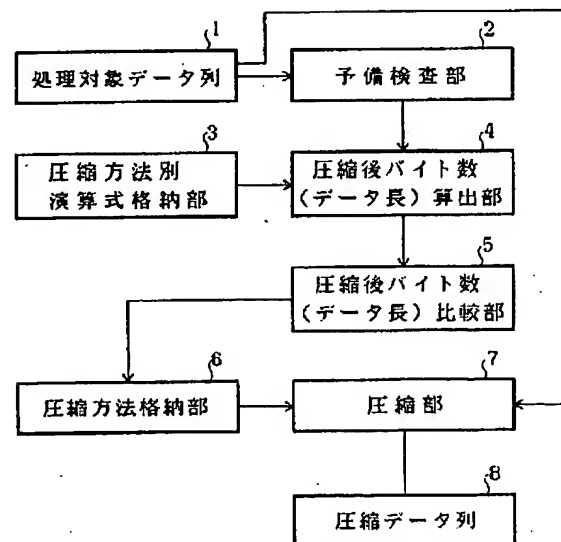 1
処理対象データ列
2
予備検査部
3
圧縮方法別
演算式格納部
4
圧縮後バイト数
(データ長)算出部
5
圧縮後バイト数
(データ長)比較部
6
圧縮方法格納部
7
圧縮部
8
圧縮データ列